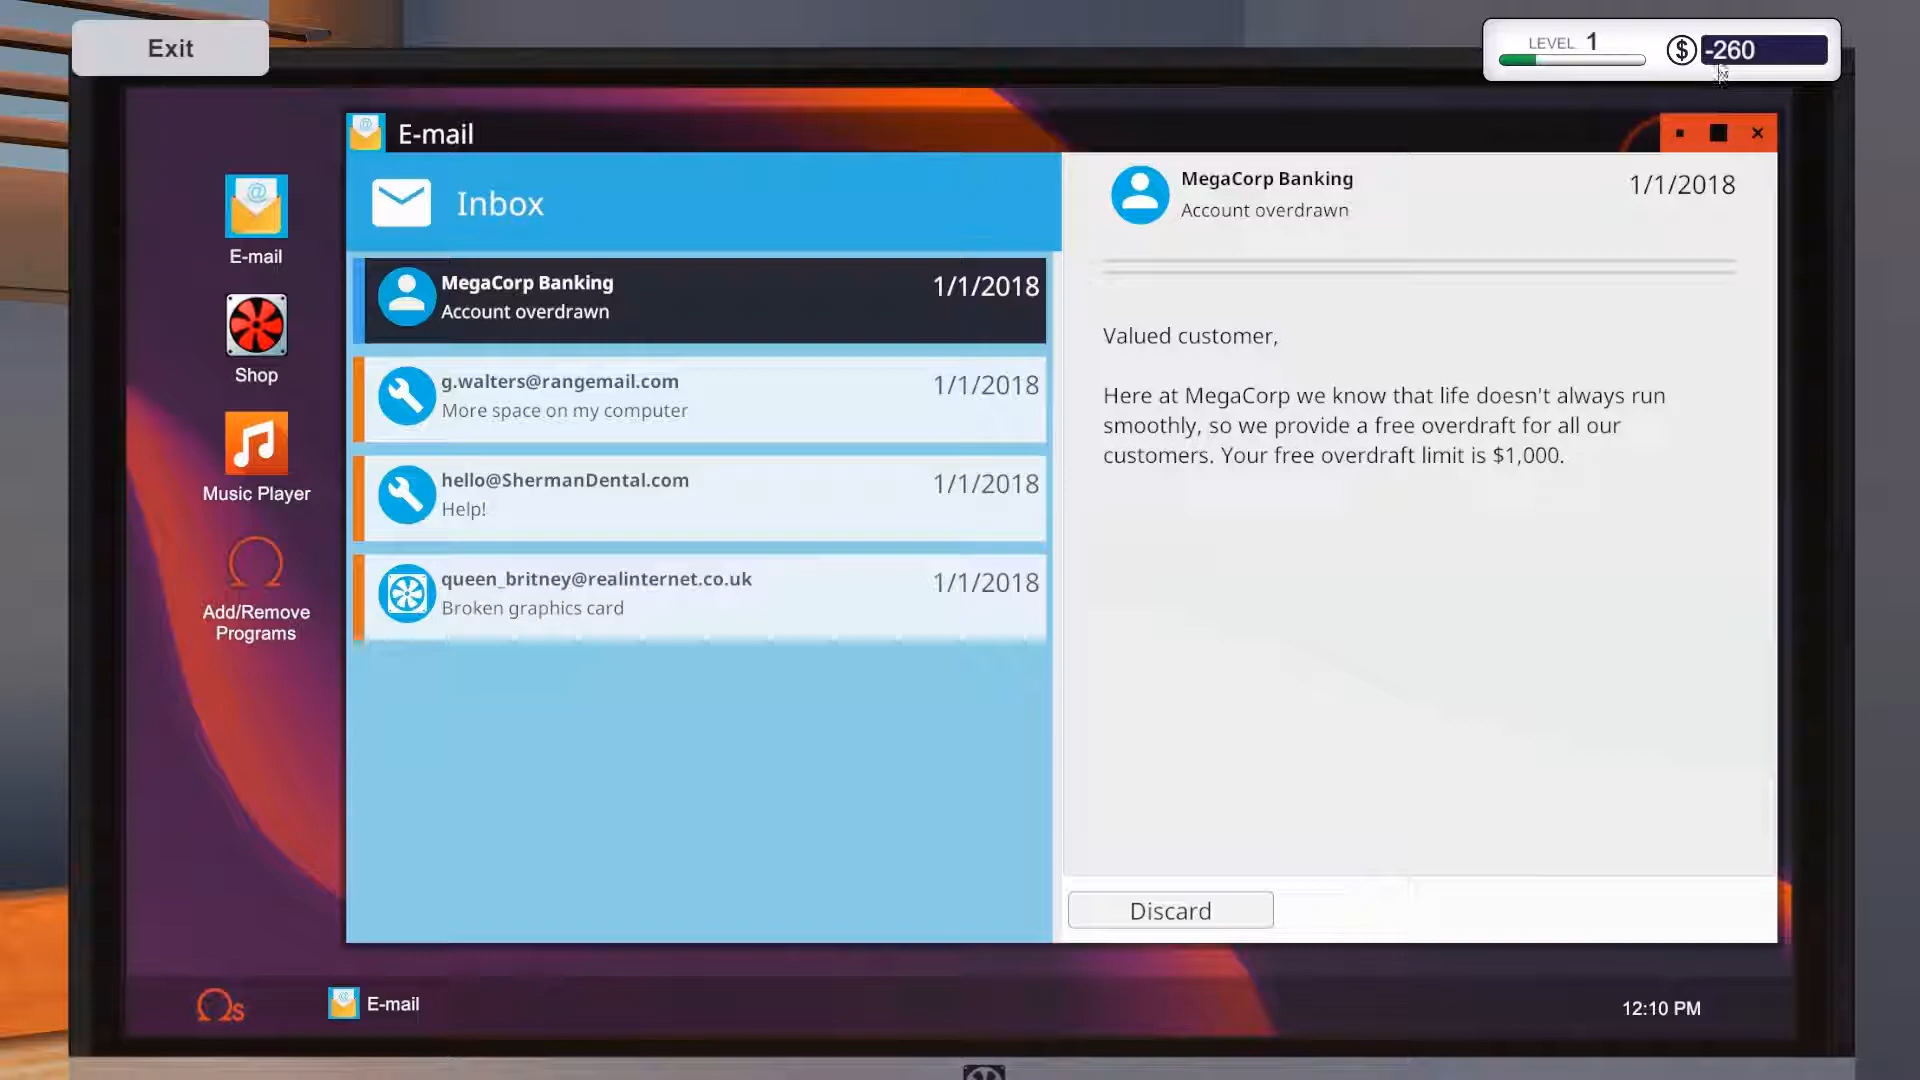 Exit
LEVEL 1
$ -260
E-mail
E-mail
Shop
Music Player
Add/Remove
Programs
Inbox
MegaCorp Banking
1/1/2018
Account overdrawn
g.walters@rangemail.com
1/1/2018
More space on my computer
hello@ShermanDental.com
1/1/2018
Help!
queen_britney@realinternet.co.uk
1/1/2018
Broken graphics card
MegaCorp Banking
1/1/2018
Account overdrawn
Valued customer,
Here at MegaCorp we know that life doesn't always run
smoothly, so we provide a free overdraft for all our
customers. Your free overdraft limit is $1,000.
Discard
Ωs
E-mail
12:10 PM